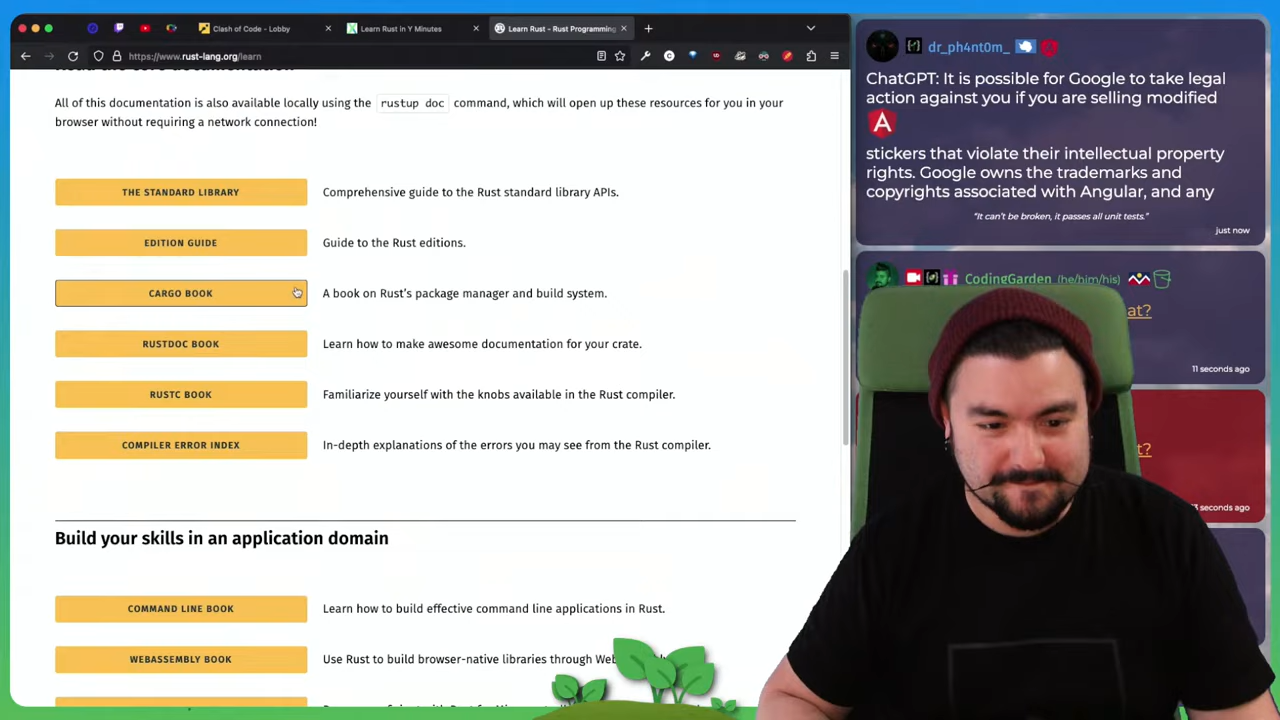 Clash of Code - Lobby
Learn Rust in Y Minutes
Learn Rust - Rust Programming
https://www.rust-lang.org/learn
All of this documentation is also available locally using the rustup doc command, which will open up these resources for you in your
browser without requiring a network connection!
THE STANDARD LIBRARY
Comprehensive guide to the Rust standard library APIs.
EDITION GUIDE
Guide to the Rust editions.
CARGO BOOK
A book on Rust’s package manager and build system.
RUSTDOC BOOK
Learn how to make awesome documentation for your crate.
RUSTC BOOK
Familiarize yourself with the knobs available in the Rust compiler.
COMPILER ERROR INDEX
In-depth explanations of the errors you may see from the Rust compiler.
Build your skills in an application domain
COMMAND LINE BOOK
Learn how to build effective command line applications in Rust.
WEBASSEMBLY BOOK
Use Rust to build browser-native libraries through
dr_ph4nt0m_
ChatGPT: It is possible for Google to take legal
action against you if you are selling modified
stickers that violate their intellectual property
rights. Google owns the trademarks and
copyrights associated with Angular, and any
"It can't be broken, it passes all unit tests."
just now
CodingGarden (he/him/his)
at?
11 seconds ago
t?
seconds ago